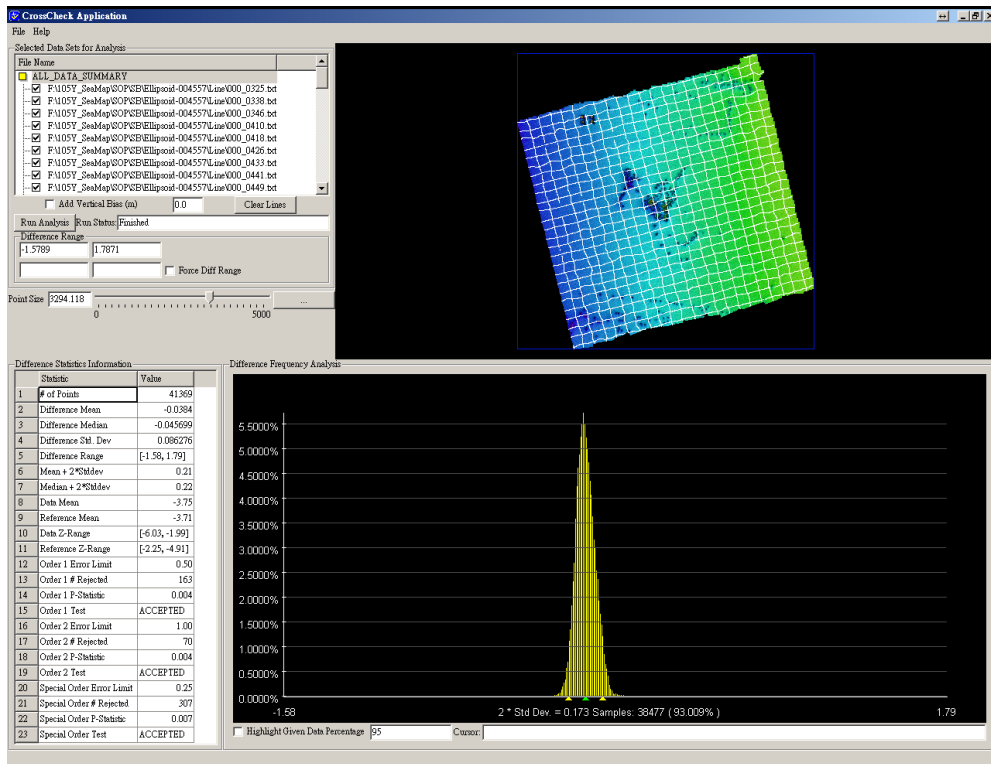 CrossCheck Application
File Help
Selected Data Sets for Analysis
File Name
ALL_DATA_SUMMARY
F:\105Y_SeaMap\SOP\SB\Ellipsoid-004557\Line\000_0325.txt
F:\105Y_SeaMap\SOP\SB\Ellipsoid-004557\Line\000_0338.txt
F:\105Y_SeaMap\SOP\SB\Ellipsoid-004557\Line\000_0346.txt
F:\105Y_SeaMap\SOP\SB\Ellipsoid-004557\Line\000_0410.txt
F:\105Y_SeaMap\SOP\SB\Ellipsoid-004557\Line\000_0418.txt
F:\105Y_SeaMap\SOP\SB\Ellipsoid-004557\Line\000_0426.txt
F:\105Y_SeaMap\SOP\SB\Ellipsoid-004557\Line\000_0433.txt
F:\105Y_SeaMap\SOP\SB\Ellipsoid-004557\Line\000_0441.txt
F:\105Y_SeaMap\SOP\SB\Ellipsoid-004557\Line\000_0449.txt
Add Vertical Bias (m) 0.0 Clear Lines
Run Analysis Run Status: Finished
Difference Range
-1.5789 1.7871
Force Diff Range
Point Size 3294.118 ...
0 5000
Difference Statistics Information
Statistic Value
1 # of Points 41369
2 Difference Mean -0.0384
3 Difference Median -0.045699
4 Difference Std. Dev 0.086276
5 Difference Range [-1.58, 1.79]
6 Mean + 2*Stddev 0.21
7 Median + 2*Stddev 0.22
8 Data Mean -3.75
9 Reference Mean -3.71
10 Data Z-Range [-6.03, -1.99]
11 Reference Z-Range [-2.25, -4.91]
12 Order 1 Error Limit 0.50
13 Order 1 # Rejected 163
14 Order 1 P-Statistic 0.004
15 Order 1 Test ACCEPTED
16 Order 2 Error Limit 1.00
17 Order 2 # Rejected 70
18 Order 2 P-Statistic 0.004
19 Order 2 Test ACCEPTED
20 Special Order Error Limit 0.25
21 Special Order # Rejected 307
22 Special Order P-Statistic 0.007
23 Special Order Test ACCEPTED
Difference Frequency Analysis
5.5000%
5.0000%
4.5000%
4.0000%
3.5000%
3.0000%
2.5000%
2.0000%
1.5000%
1.0000%
0.5000%
0.0000%
-1.58 2 * Std Dev. = 0.173 Samples: 38477 ( 93.009% ) 1.79
Highlight Given Data Percentage 95 Cursor: